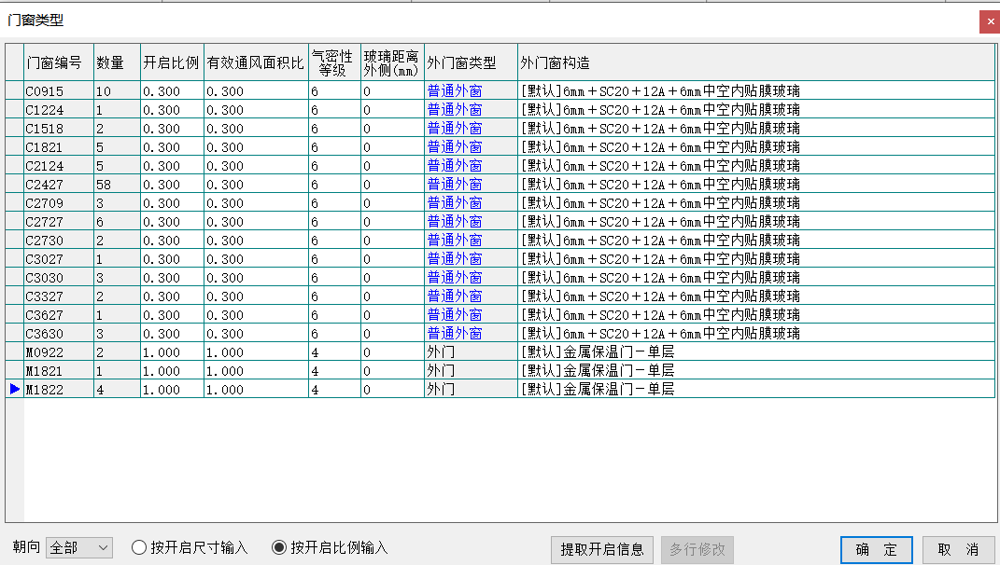 门窗类型
门窗编号 数量 开启比例 有效通风面积比 气密性等级 玻璃距离外侧(mm) 外门窗类型 外门窗构造
C0915 10 0.300 0.300 6 0 普通外窗 [默认]6mm+SC20+12A+6mm中空内贴膜玻璃
C1224 1 0.300 0.300 6 0 普通外窗 [默认]6mm+SC20+12A+6mm中空内贴膜玻璃
C1518 2 0.300 0.300 6 0 普通外窗 [默认]6mm+SC20+12A+6mm中空内贴膜玻璃
C1821 5 0.300 0.300 6 0 普通外窗 [默认]6mm+SC20+12A+6mm中空内贴膜玻璃
C2124 5 0.300 0.300 6 0 普通外窗 [默认]6mm+SC20+12A+6mm中空内贴膜玻璃
C2427 58 0.300 0.300 6 0 普通外窗 [默认]6mm+SC20+12A+6mm中空内贴膜玻璃
C2709 3 0.300 0.300 6 0 普通外窗 [默认]6mm+SC20+12A+6mm中空内贴膜玻璃
C2727 6 0.300 0.300 6 0 普通外窗 [默认]6mm+SC20+12A+6mm中空内贴膜玻璃
C2730 2 0.300 0.300 6 0 普通外窗 [默认]6mm+SC20+12A+6mm中空内贴膜玻璃
C3027 1 0.300 0.300 6 0 普通外窗 [默认]6mm+SC20+12A+6mm中空内贴膜玻璃
C3030 3 0.300 0.300 6 0 普通外窗 [默认]6mm+SC20+12A+6mm中空内贴膜玻璃
C3327 2 0.300 0.300 6 0 普通外窗 [默认]6mm+SC20+12A+6mm中空内贴膜玻璃
C3627 1 0.300 0.300 6 0 普通外窗 [默认]6mm+SC20+12A+6mm中空内贴膜玻璃
C3630 3 0.300 0.300 6 0 普通外窗 [默认]6mm+SC20+12A+6mm中空内贴膜玻璃
M0922 2 1.000 1.000 4 0 外门 [默认]金属保温门-单层
M1821 1 1.000 1.000 4 0 外门 [默认]金属保温门-单层
M1822 4 1.000 1.000 4 0 外门 [默认]金属保温门-单层
朝向 全部 按开启尺寸输入 按开启比例输入 提取开启信息 多行修改 确 定 取 消